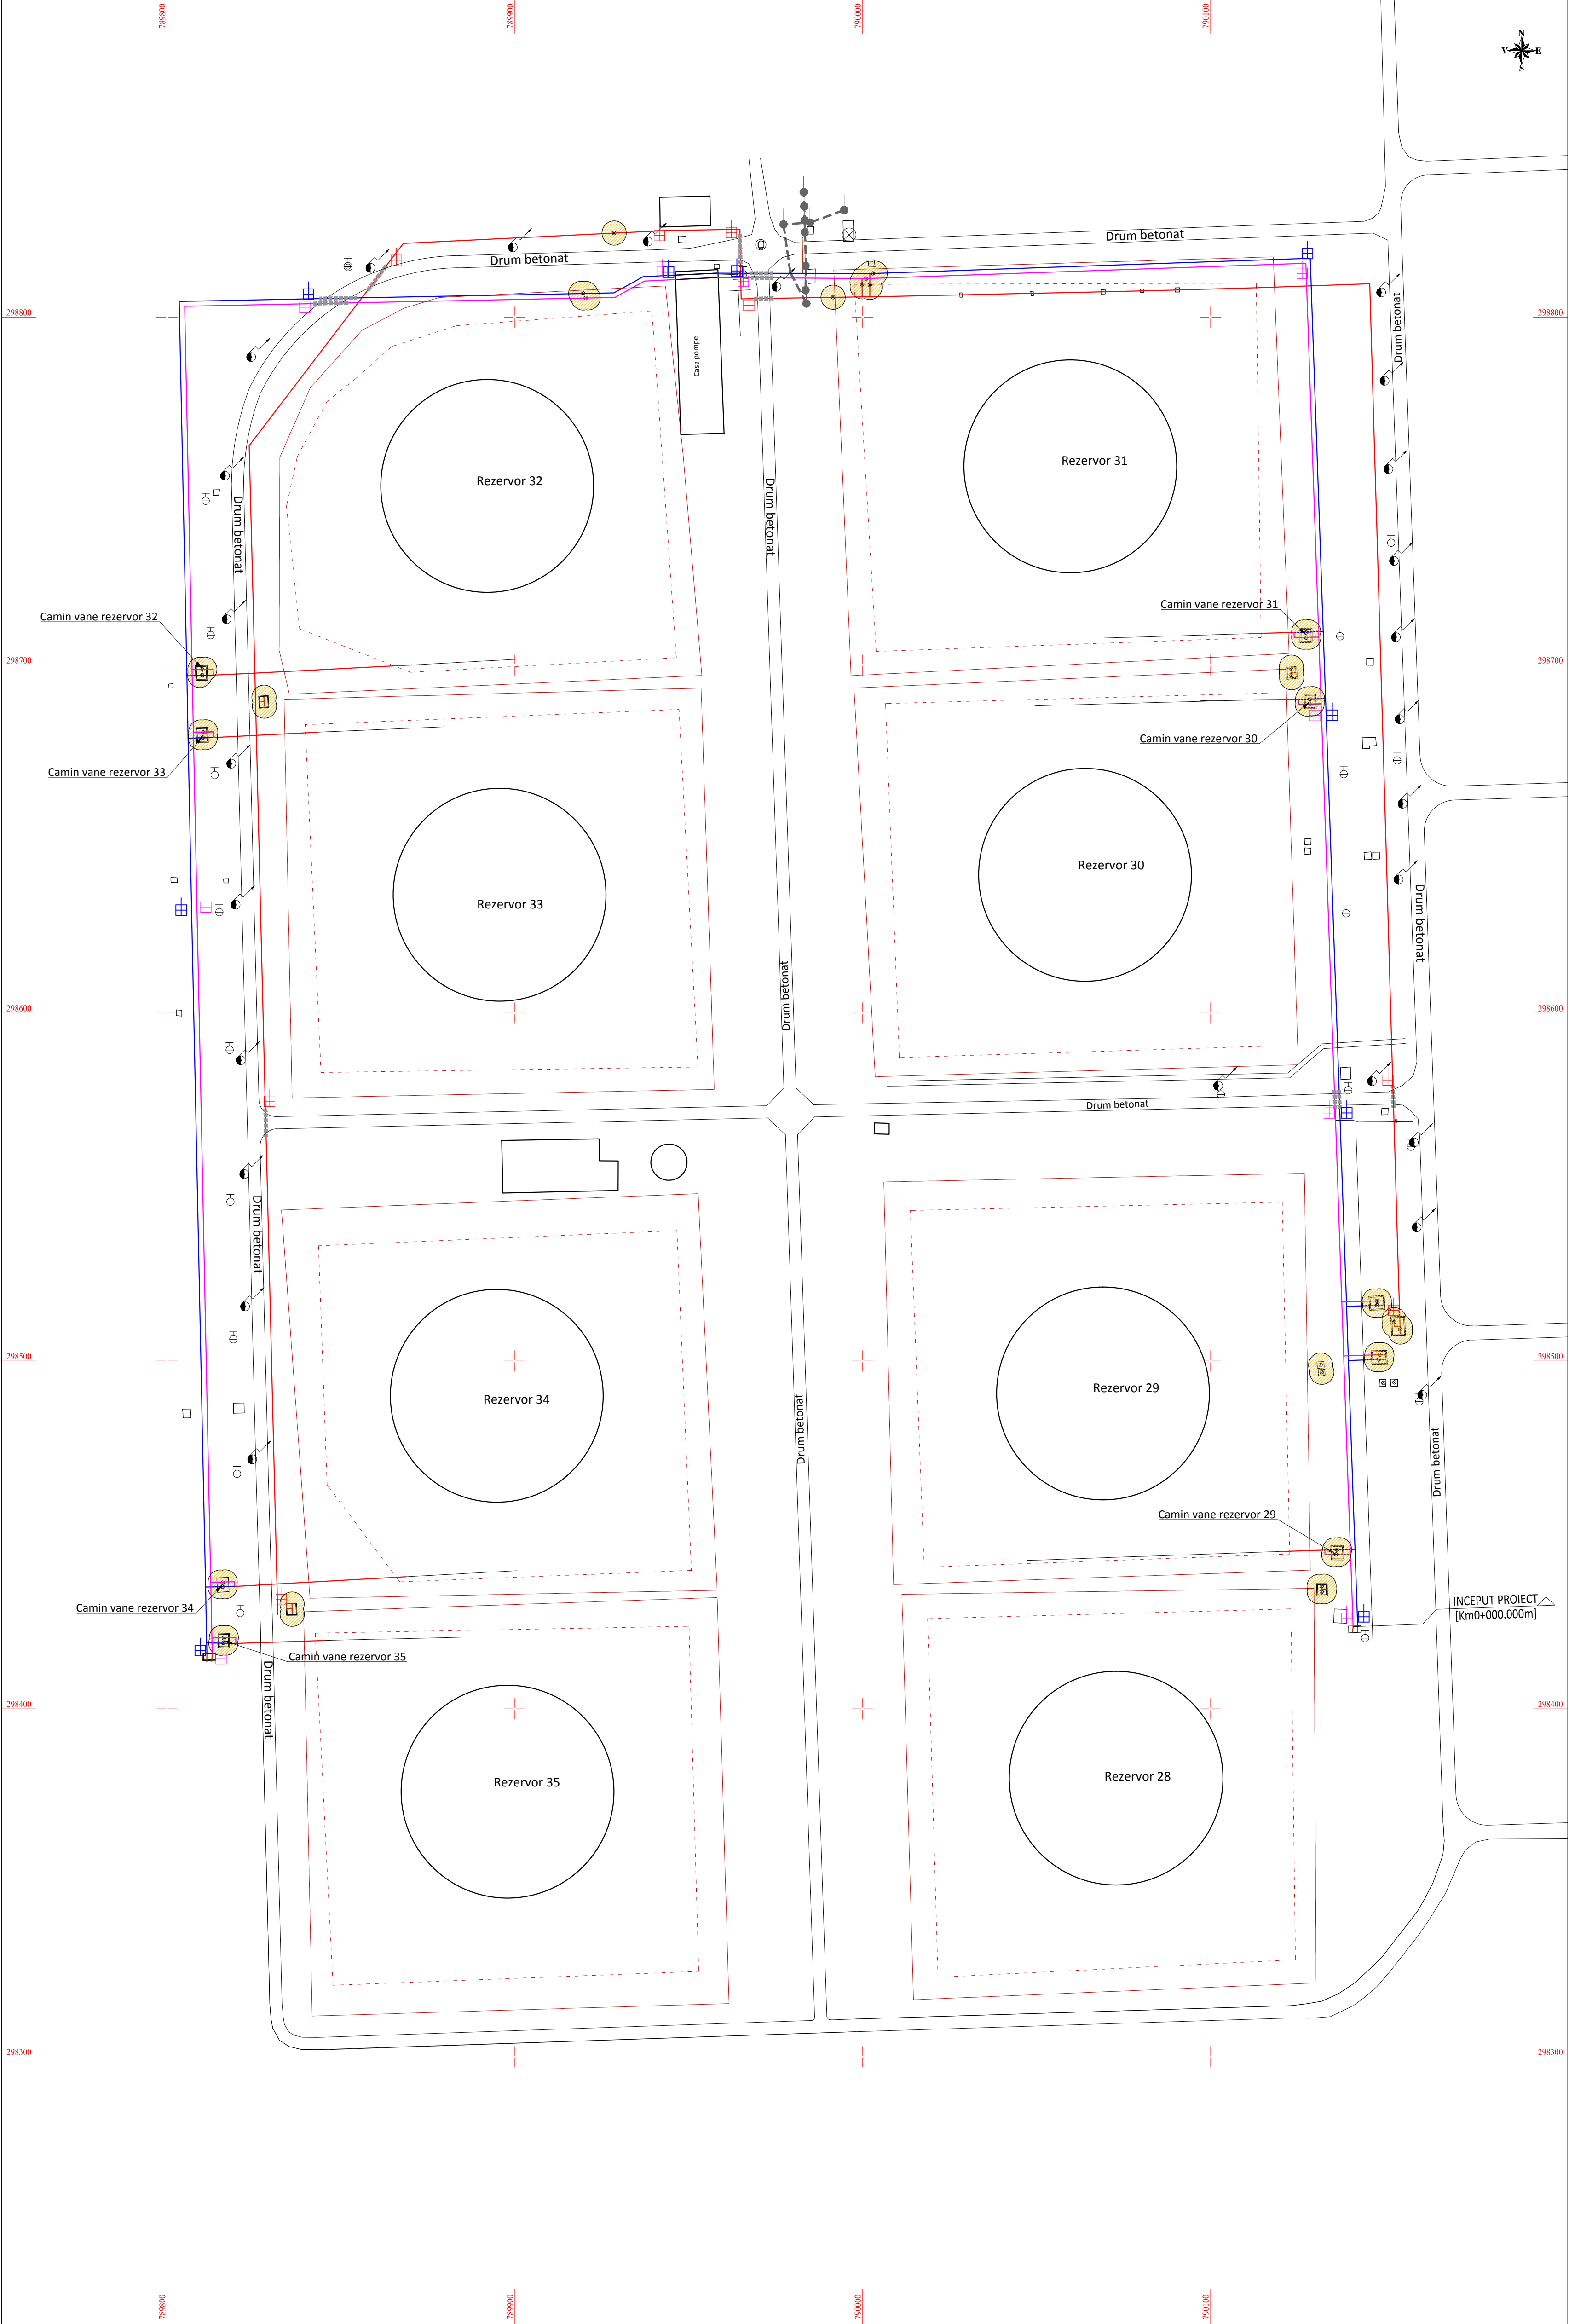 789800
789900
790000
790100
N
V
E
S
Drum betonat
Drum betonat
298800
298800
Drum betonat
Casa pompe
Rezervor 32
Rezervor 31
Drum betonat
Drum betonat
Camin vane rezervor 32
Camin vane rezervor 31
298700
298700
Camin vane rezervor 30
Camin vane rezervor 33
Rezervor 33
Rezervor 30
Drum betonat
Drum betonat
298600
298600
Drum betonat
Drum betonat
298500
298500
Rezervor 34
Rezervor 29
Drum betonat
Drum betonat
Camin vane rezervor 29
Camin vane rezervor 34
INCEPUT PROIECT
[Km0+000.000m]
Camin vane rezervor 35
Drum betonat
298400
298400
Rezervor 35
Rezervor 28
298300
298300
789800
789900
790000
790100